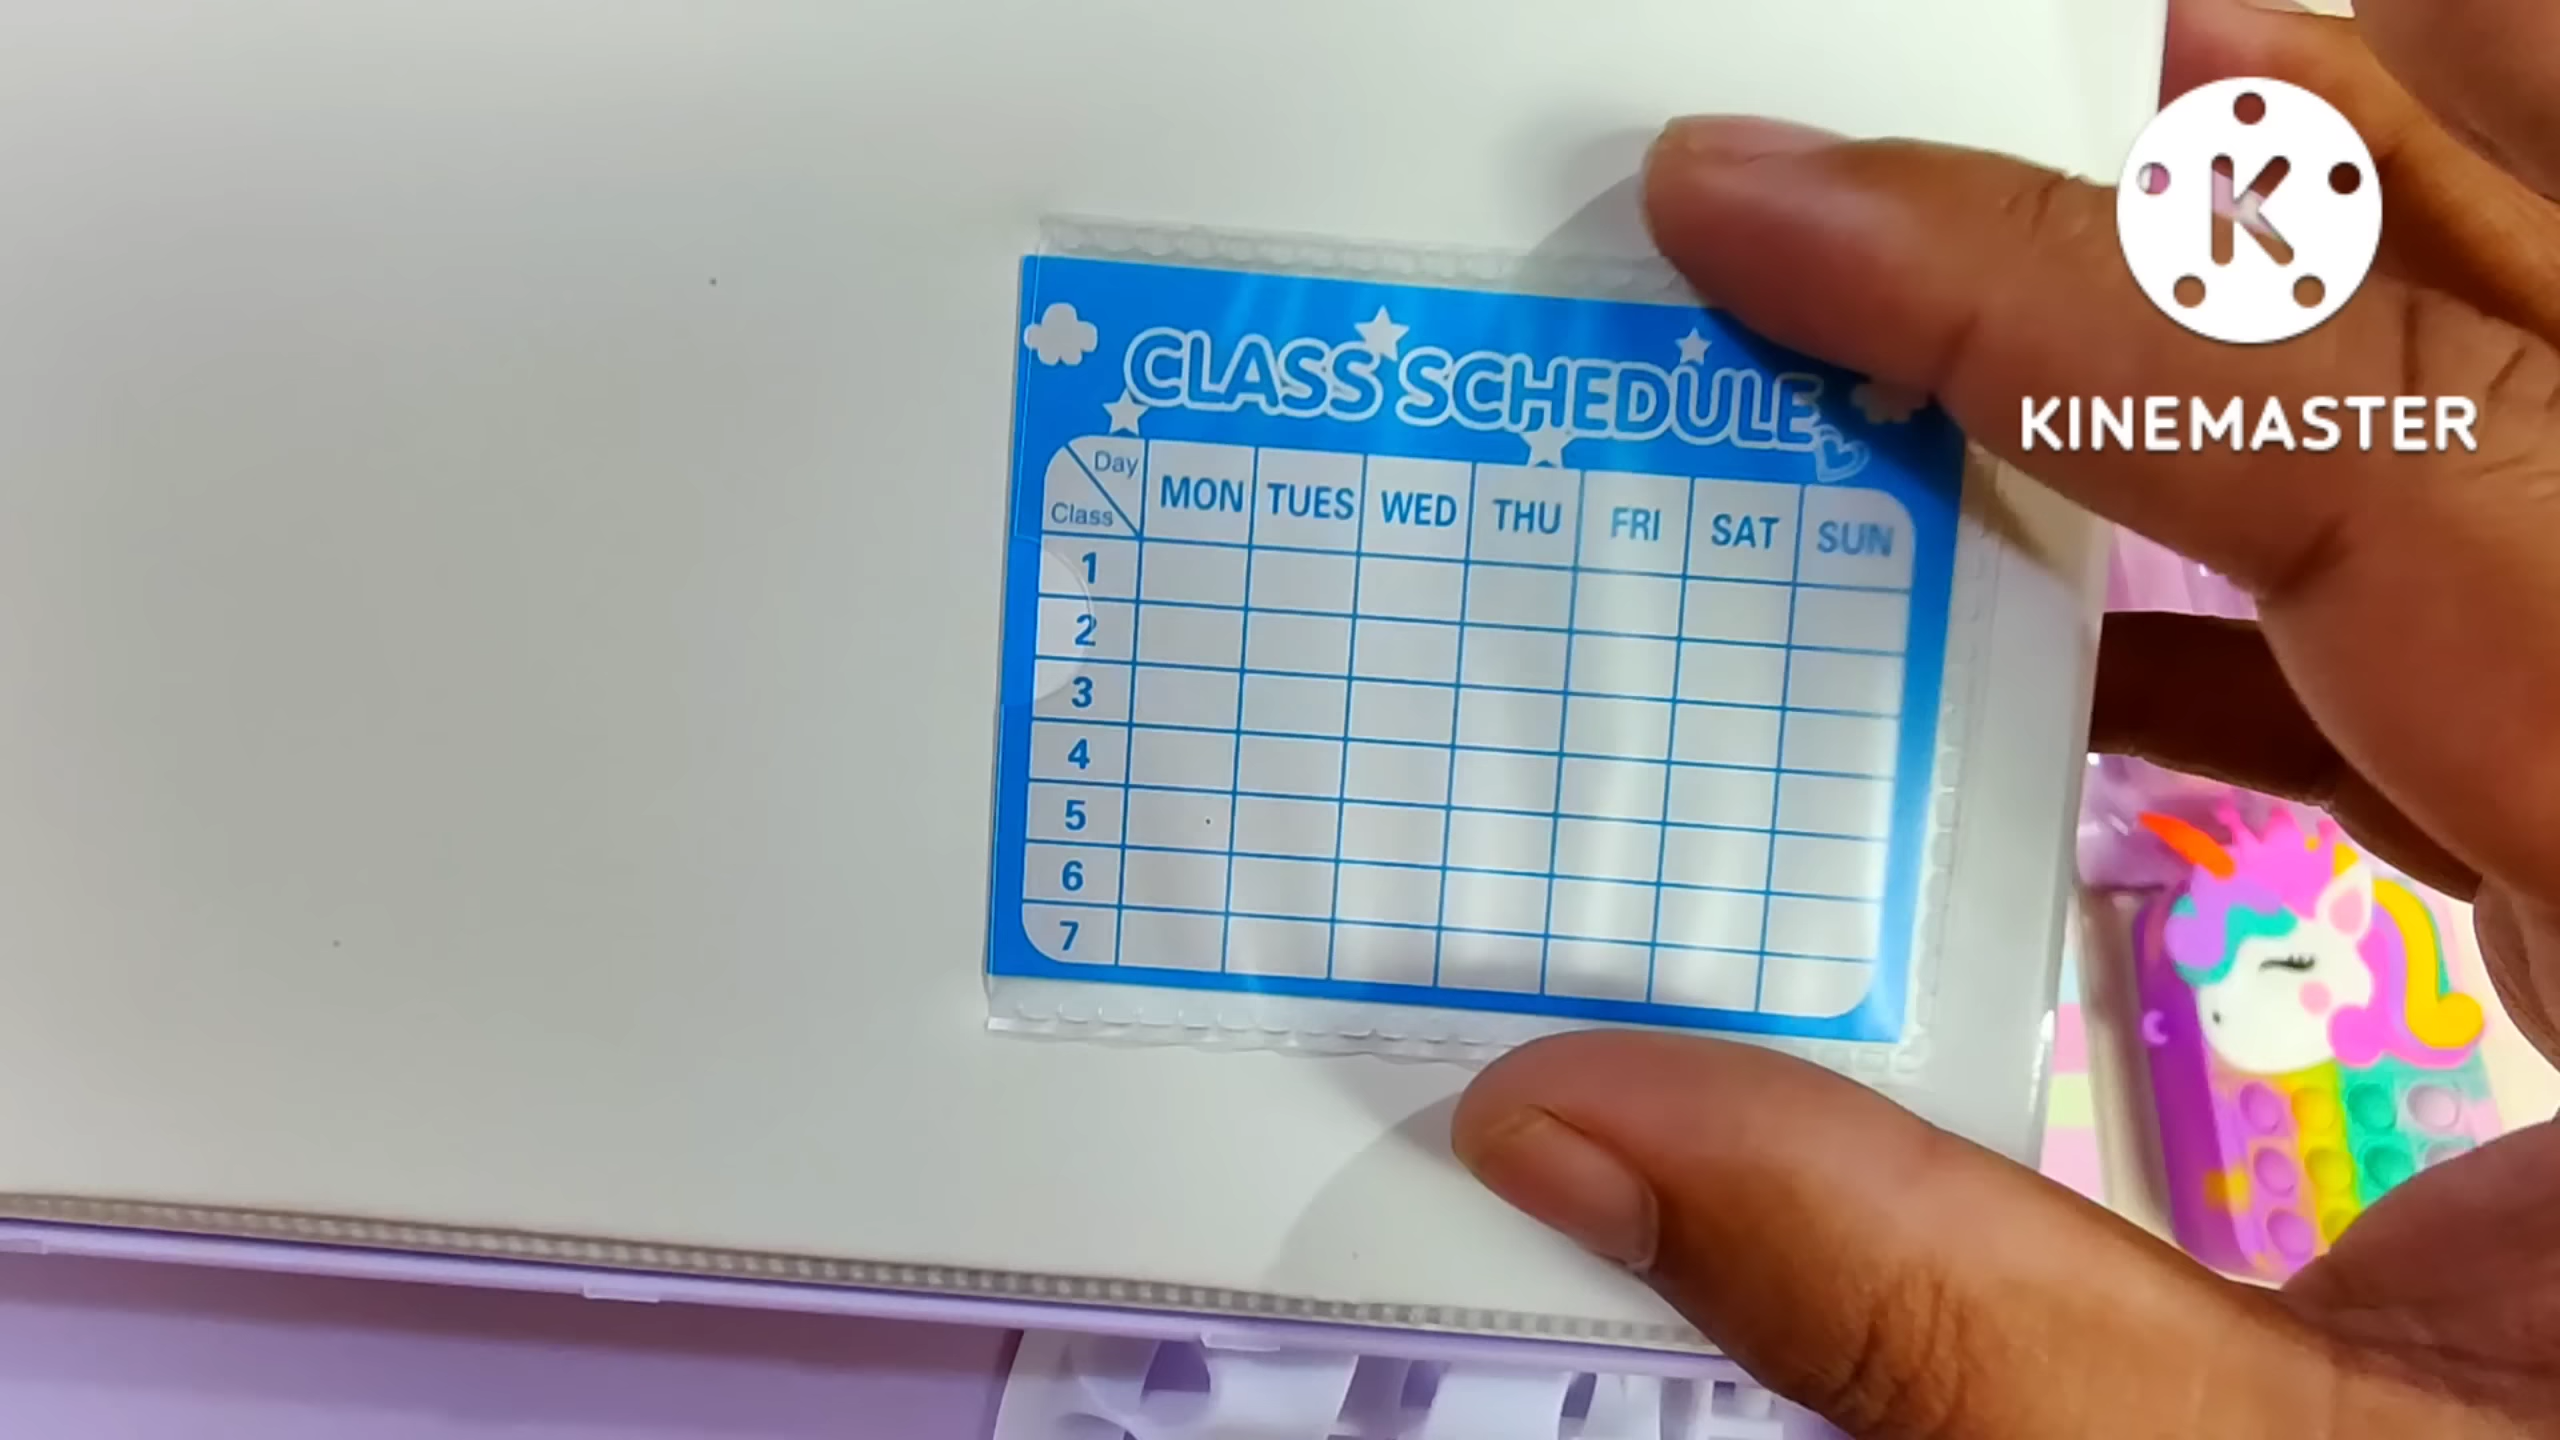 K
KINEMASTER
CLASS SCHEDULE
Day
Class
MON TUES WED THU FRI SAT SUN
1
2
3
4
5
6
7